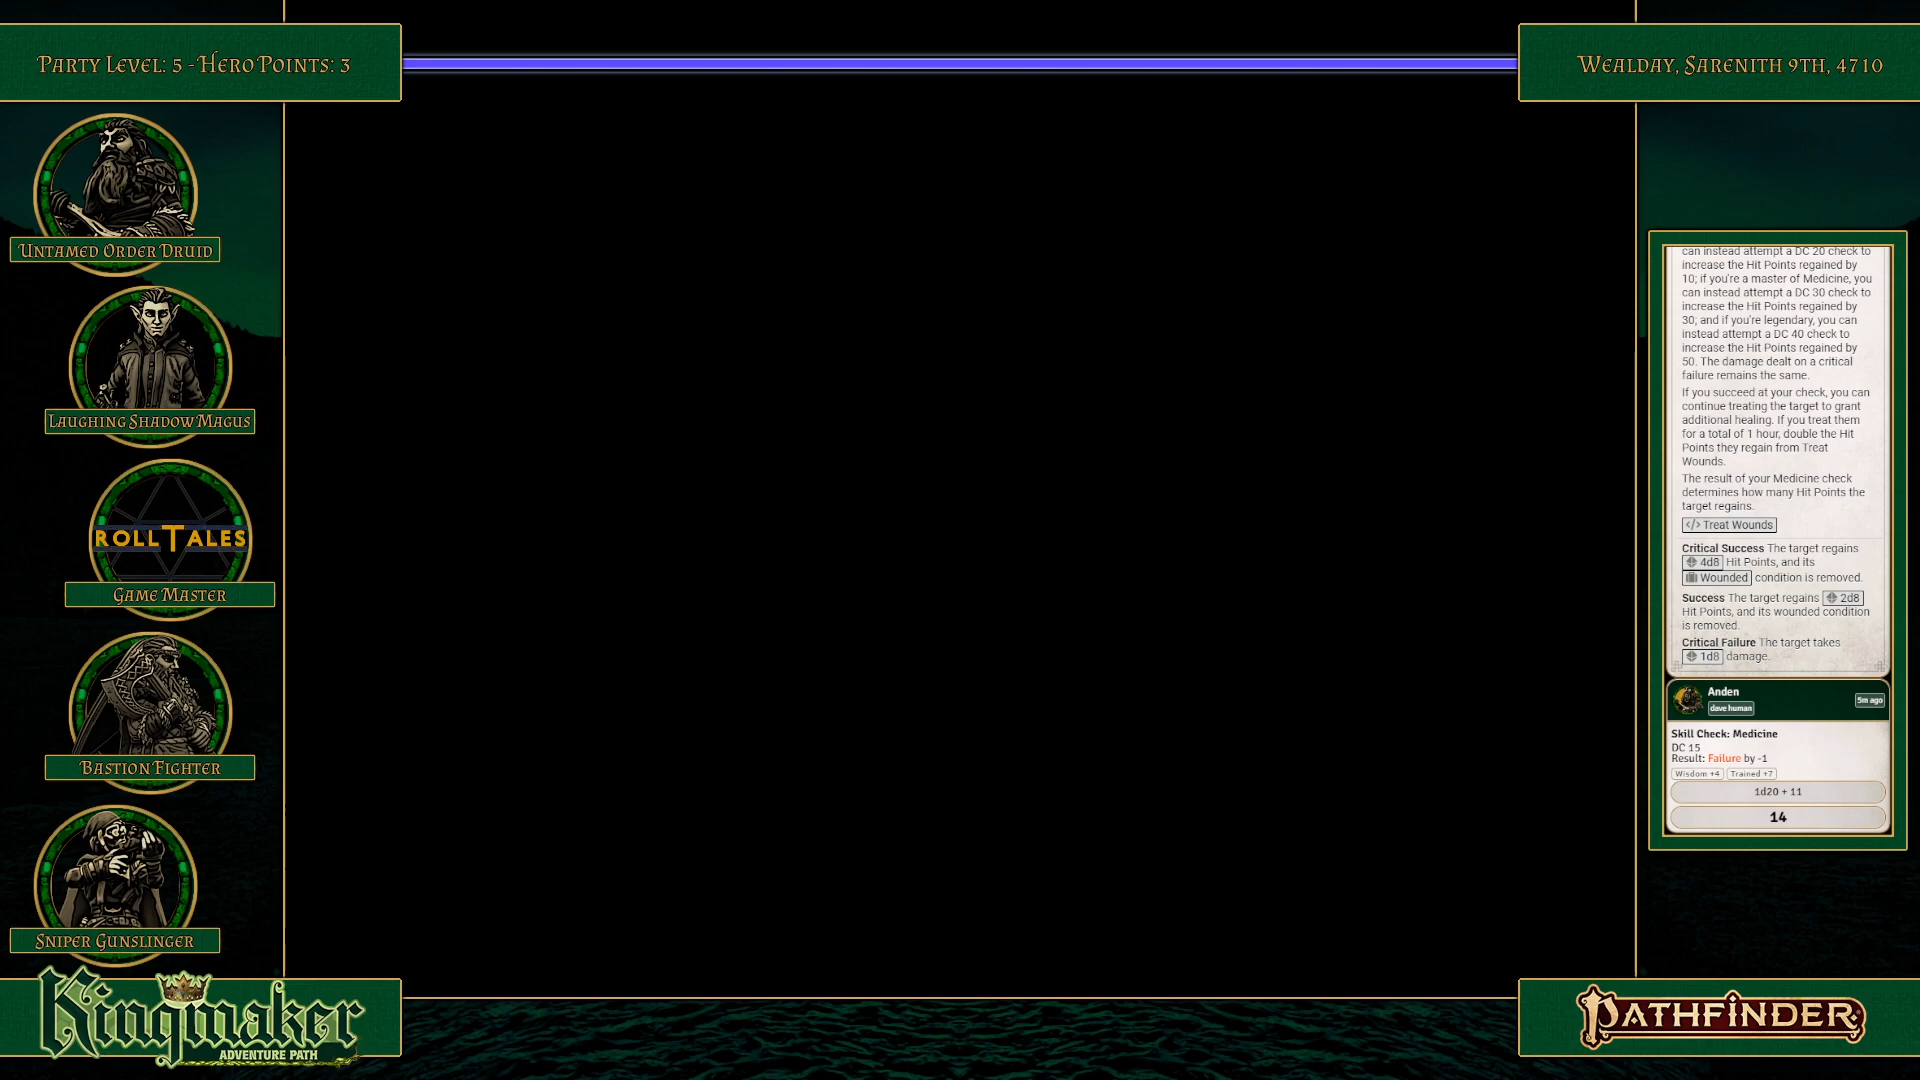 Party Level: 5 - Hero Points: 3
Wealday, Sarenith 9th, 4710
Untamed Order Druid
Laughing Shadow Magus
ROLLTALES
Game Master
Bastion Fighter
Sniper Gunslinger
Kingmaker
ADVENTURE PATH
can instead attempt a DC 20 check to
increase the Hit Points regained by
10; if you're a master of Medicine, you
can instead attempt a DC 30 check to
increase the Hit Points regained by
30; and if you're legendary, you can
instead attempt a DC 40 check to
increase the Hit Points regained by
50. The damage dealt on a critical
failure remains the same.
If you succeed at your check, you can
continue treating the target to grant
additional healing. If you treat them
for a total of 1 hour, double the Hit
Points they regain from Treat
Wounds.
The result of your Medicine check
determines how many Hit Points the
target regains.
</> Treat Wounds
Critical Success The target regains
4d8 Hit Points, and its
Wounded condition is removed.
Success The target regains 2d8
Hit Points, and its wounded condition
is removed.
Critical Failure The target takes
1d8 damage.
Anden
dave human
5m ago
Skill Check: Medicine
DC 15
Result: Failure by -1
Wisdom +4 Trained +7
1d20 + 11
14
PATHFINDER